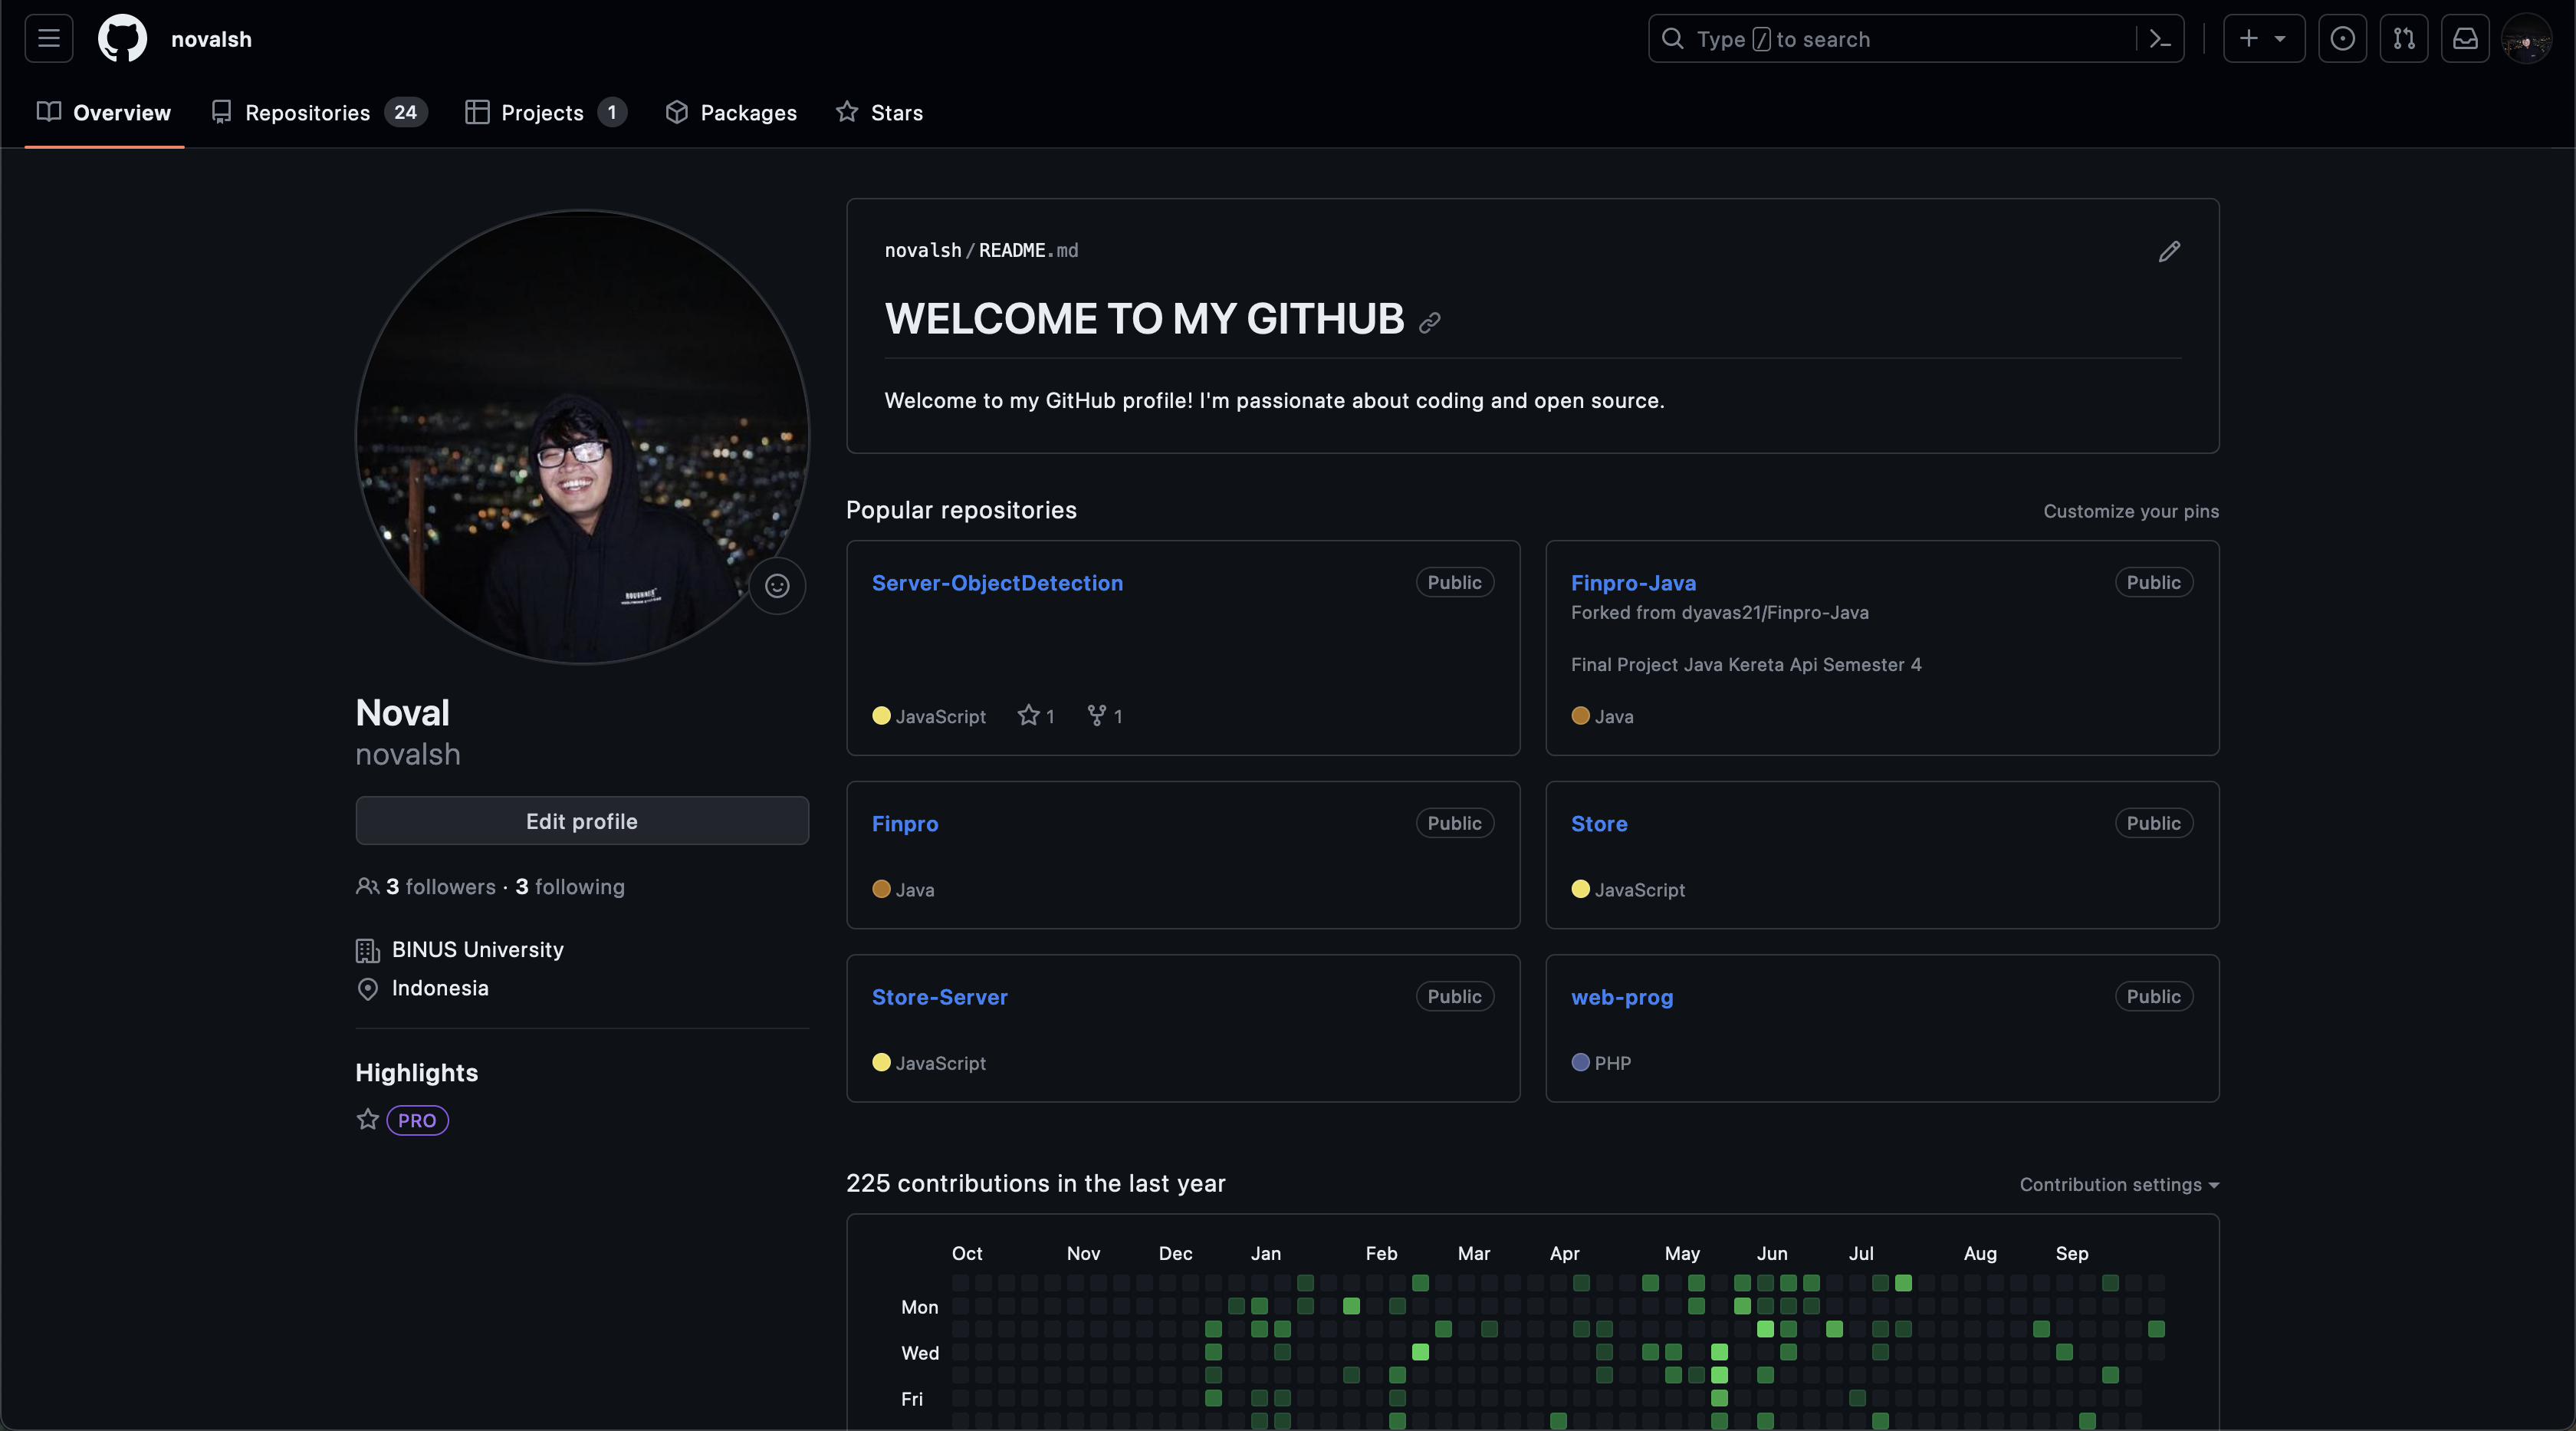 novalsh
Type / to search
Overview
Repositories 24
Projects 1
Packages
Stars
novalsh/README.md
WELCOME TO MY GITHUB
Welcome to my GitHub profile! I'm passionate about coding and open source.
Noval
novalsh
Edit profile
3 followers · 3 following
BINUS University
Indonesia
Highlights
PRO
Popular repositories
Customize your pins
Server-ObjectDetection
Public
JavaScript
1
1
Finpro-Java
Public
Forked from dyavas21/Finpro-Java
Final Project Java Kereta Api Semester 4
Java
Finpro
Public
Java
Store
Public
JavaScript
Store-Server
Public
JavaScript
web-prog
Public
PHP
225 contributions in the last year
Contribution settings
Oct Nov Dec Jan Feb Mar Apr May Jun Jul Aug Sep
Mon
Wed
Fri